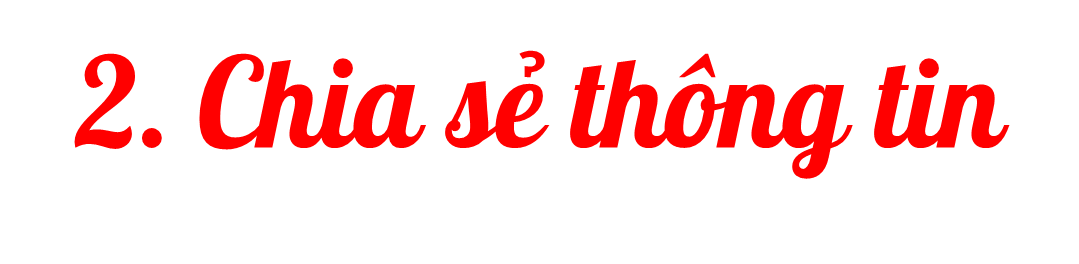 2. Chia sẻ thông tin